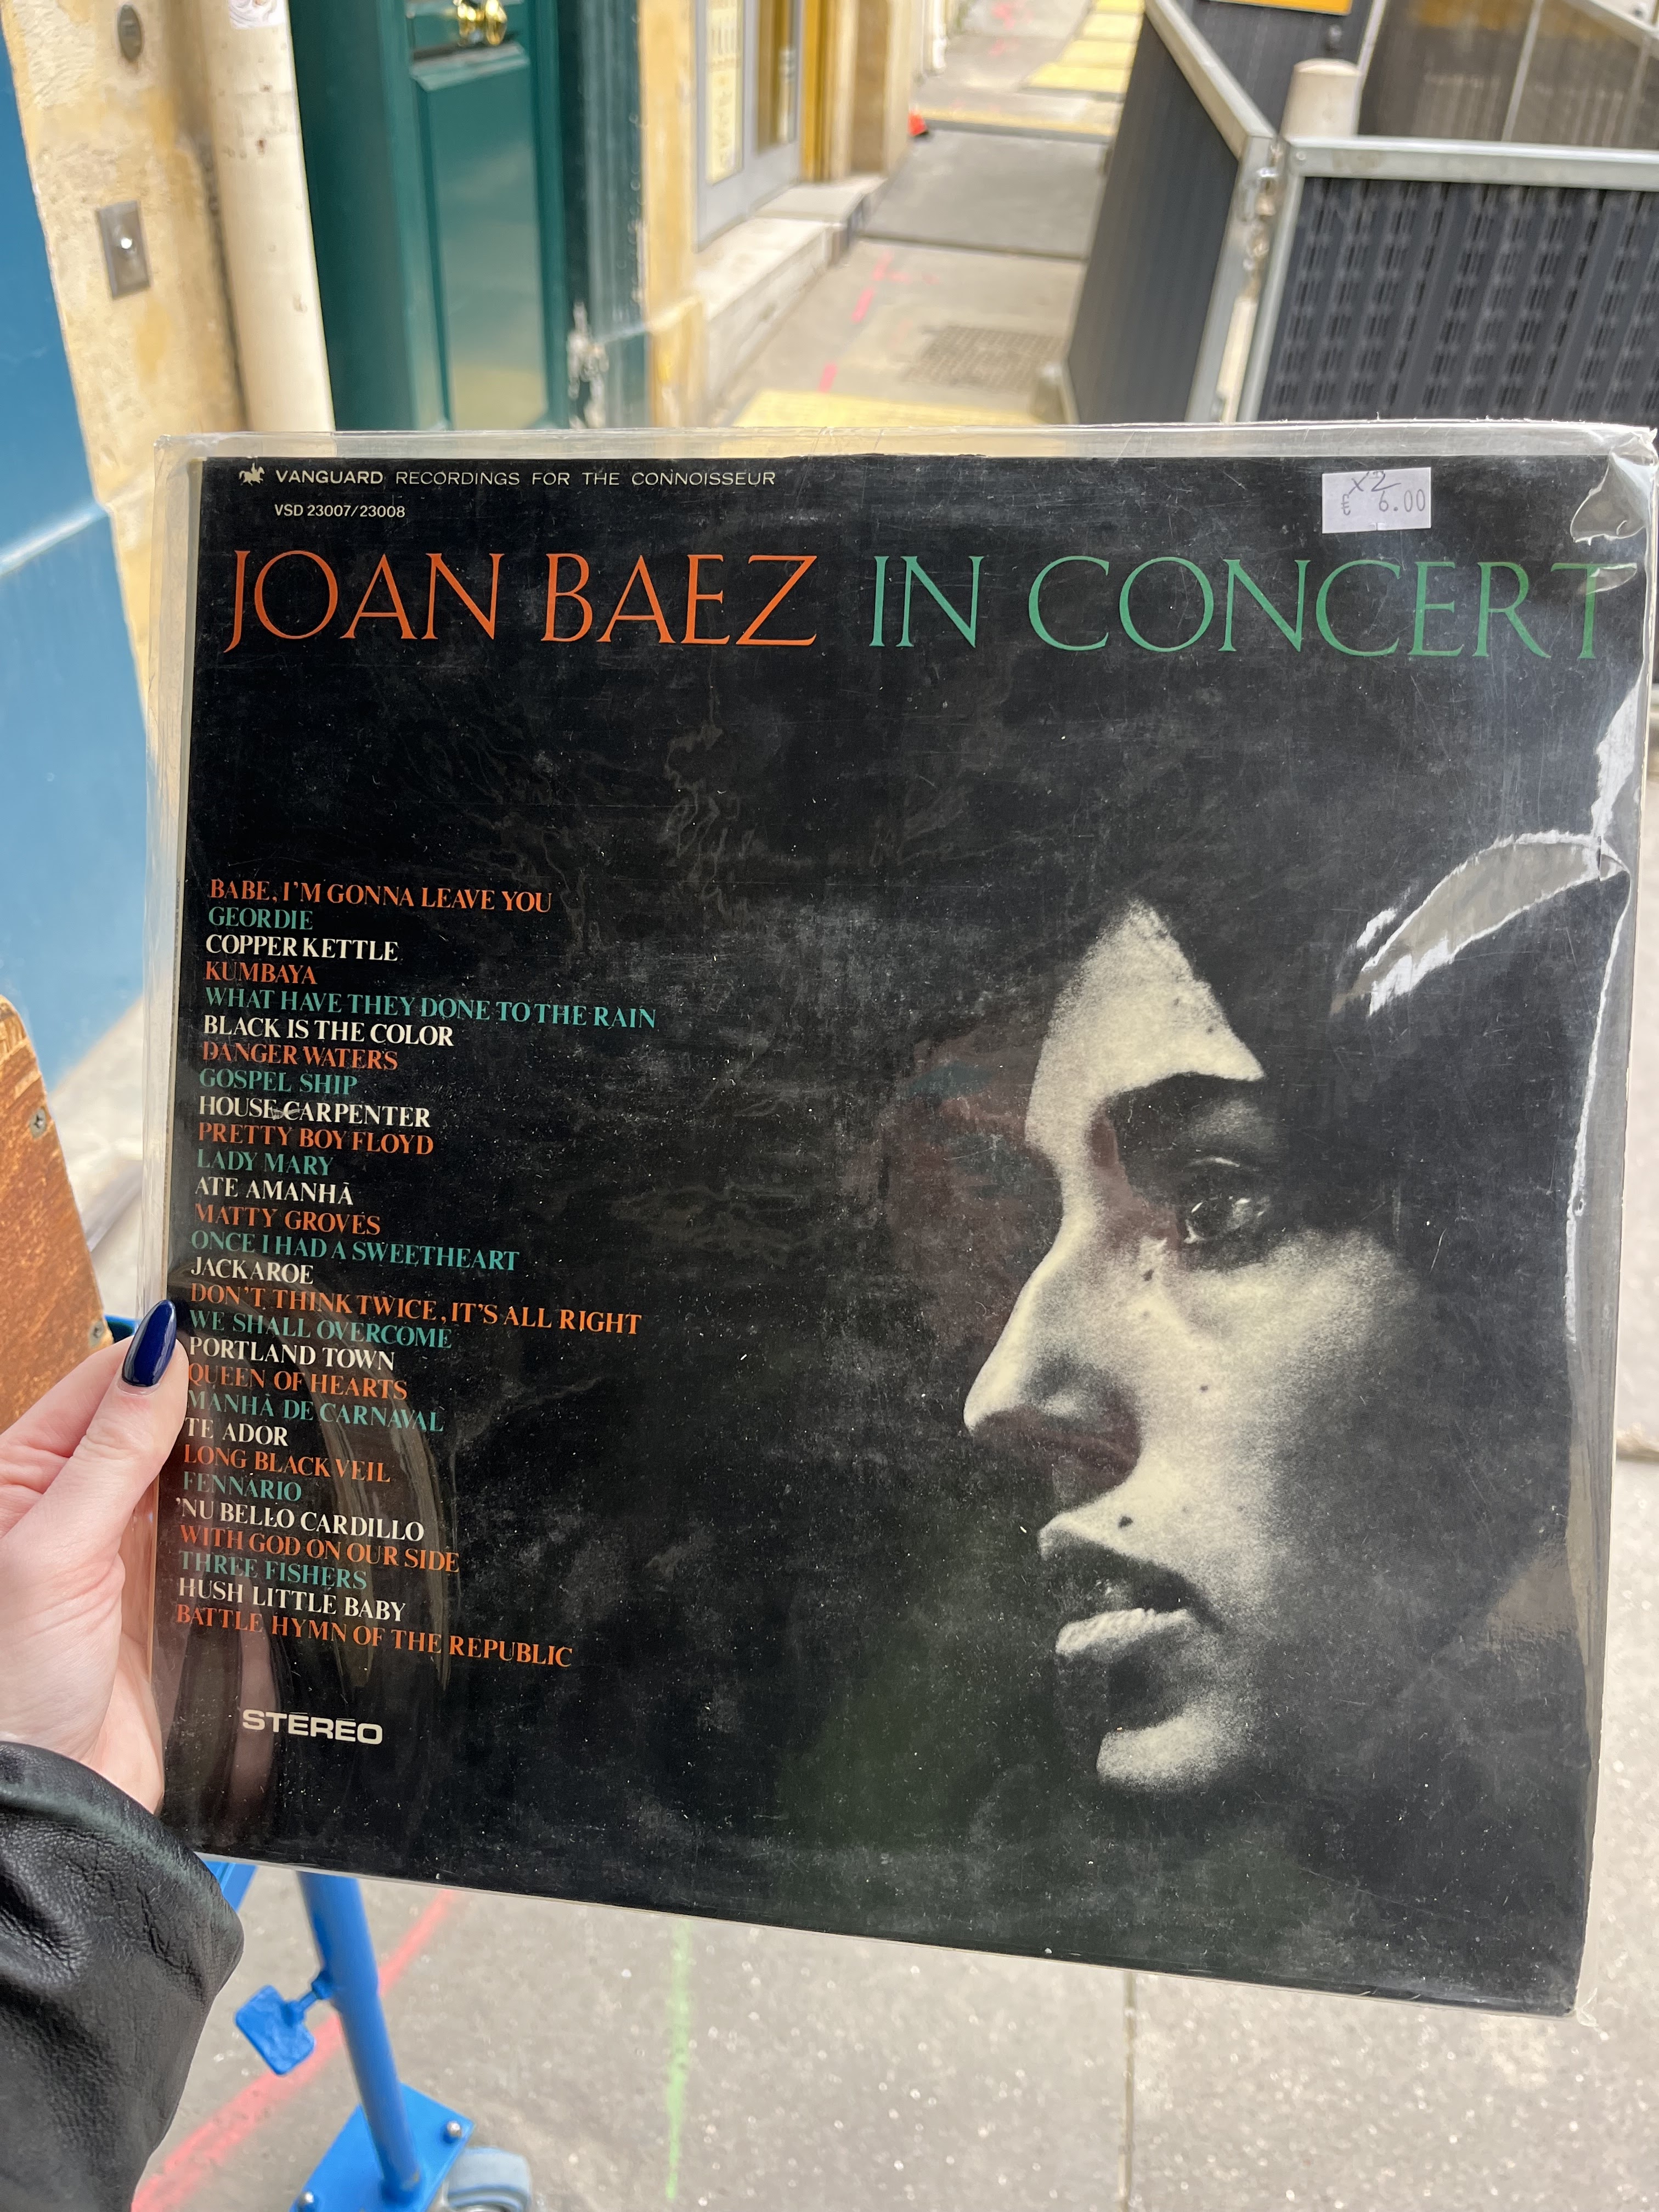 VANGUARD RECORDINGS FOR THE CONNOISSEUR
VSD 23007/23008
x2
€ 6.00
JOAN BAEZ IN CONCERT
BABE, I'M GONNA LEAVE YOU
GEORDIE
COPPER KETTLE
KUMBAYA
WHAT HAVE THEY DONE TO THE RAIN
BLACK IS THE COLOR
DANGER WATERS
GOSPEL SHIP
HOUSE CARPENTER
PRETTY BOY FLOYD
LADY MARY
ATE AMANHÃ
MATTY GROVES
ONCE I HAD A SWEETHEART
JACKAROE
DON'T THINK TWICE, IT'S ALL RIGHT
WE SHALL OVERCOME
PORTLAND TOWN
QUEEN OF HEARTS
MANHÃ DE CARNAVAL
TE ADOR
LONG BLACK VEIL
FENNARIO
'NU BELLO CARDILLO
WITH GOD ON OUR SIDE
THREE FISHERS
HUSH LITTLE BABY
BATTLE HYMN OF THE REPUBLIC
STEREO